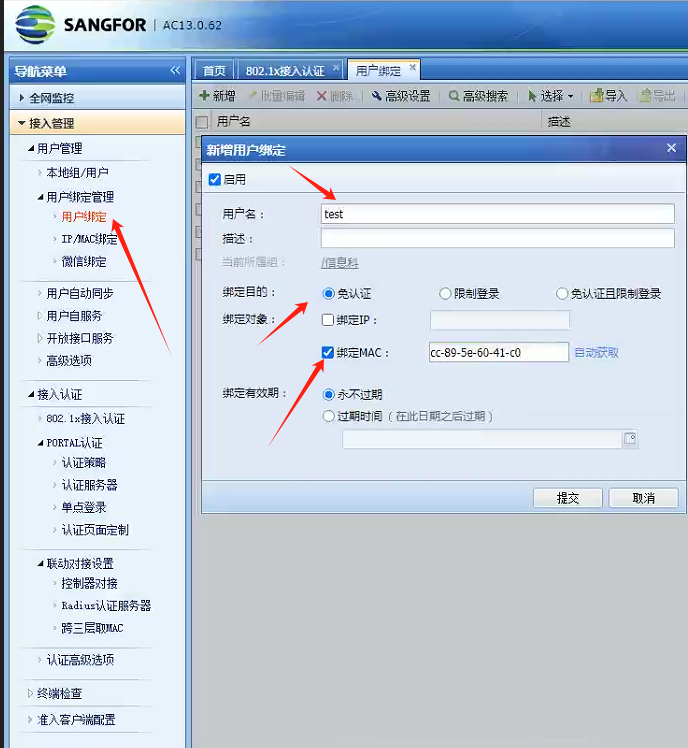 SANGFOR | AC13.0.62
导航菜单 «
全网监控
接入管理
用户管理
本地组/用户
用户绑定管理
用户绑定
IP/MAC绑定
微信绑定
用户自动同步
用户自服务
开放接口服务
高级选项
接入认证
802.1x接入认证
PORTAL认证
认证策略
认证服务器
单点登录
认证页面定制
联动对接设置
控制器对接
Radius认证服务器
跨三层取MAC
认证高级选项
终端检查
准入客户端配置
首页 802.1x接入认证 × 用户绑定 ×
新增 批量编辑 删除 高级设置 高级搜索 选择 导入 导出
用户名 描述
新增用户绑定 ×
启用
用户名： test
描述：
当前所属组： /信息科
绑定目的： 免认证 限制登录 免认证且限制登录
绑定对象： 绑定IP：
绑定MAC： cc-89-5e-60-41-c0 自动获取
绑定有效期： 永不过期
过期时间（在此日期之后过期）
提交 取消